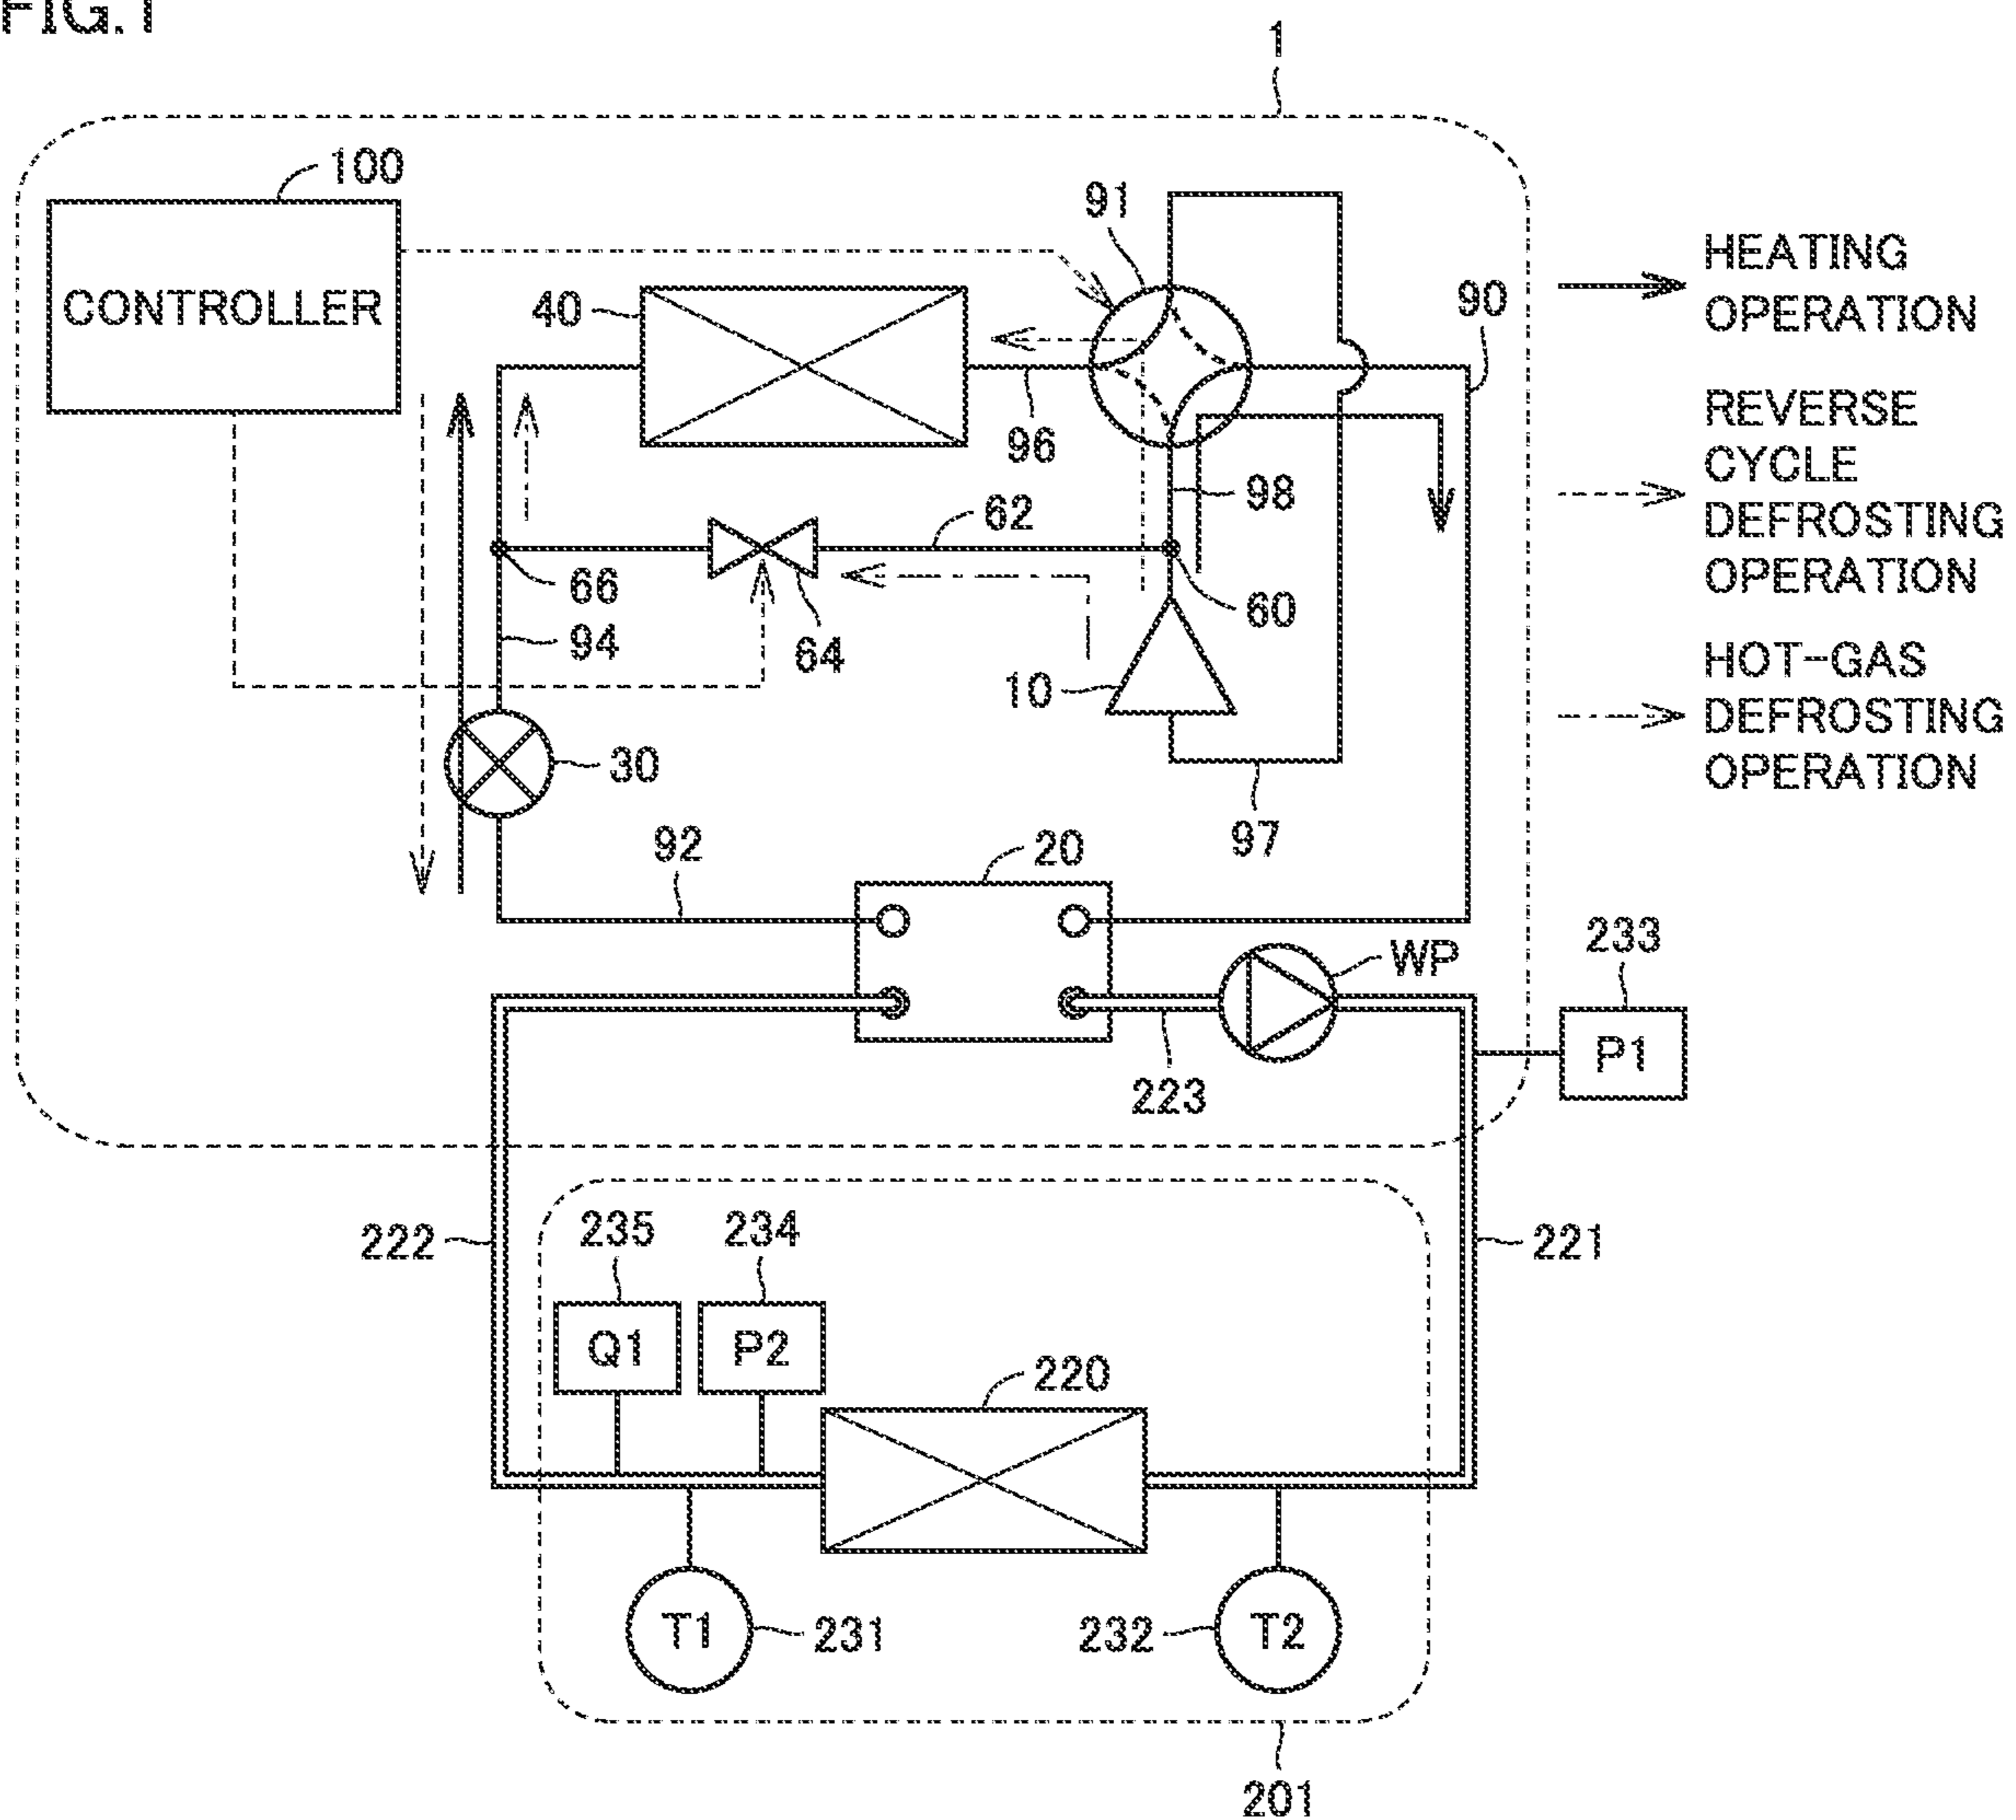 FIG.1
1
100
CONTROLLER
40
91
90
96
98
62
66
94
64
60
10
30
97
92
20
WP
223
233
P1
HEATING
OPERATION
REVERSE
CYCLE
DEFROSTING
OPERATION
HOT-GAS
DEFROSTING
OPERATION
222
221
235
234
Q1
P2
220
T1
231
232
T2
201